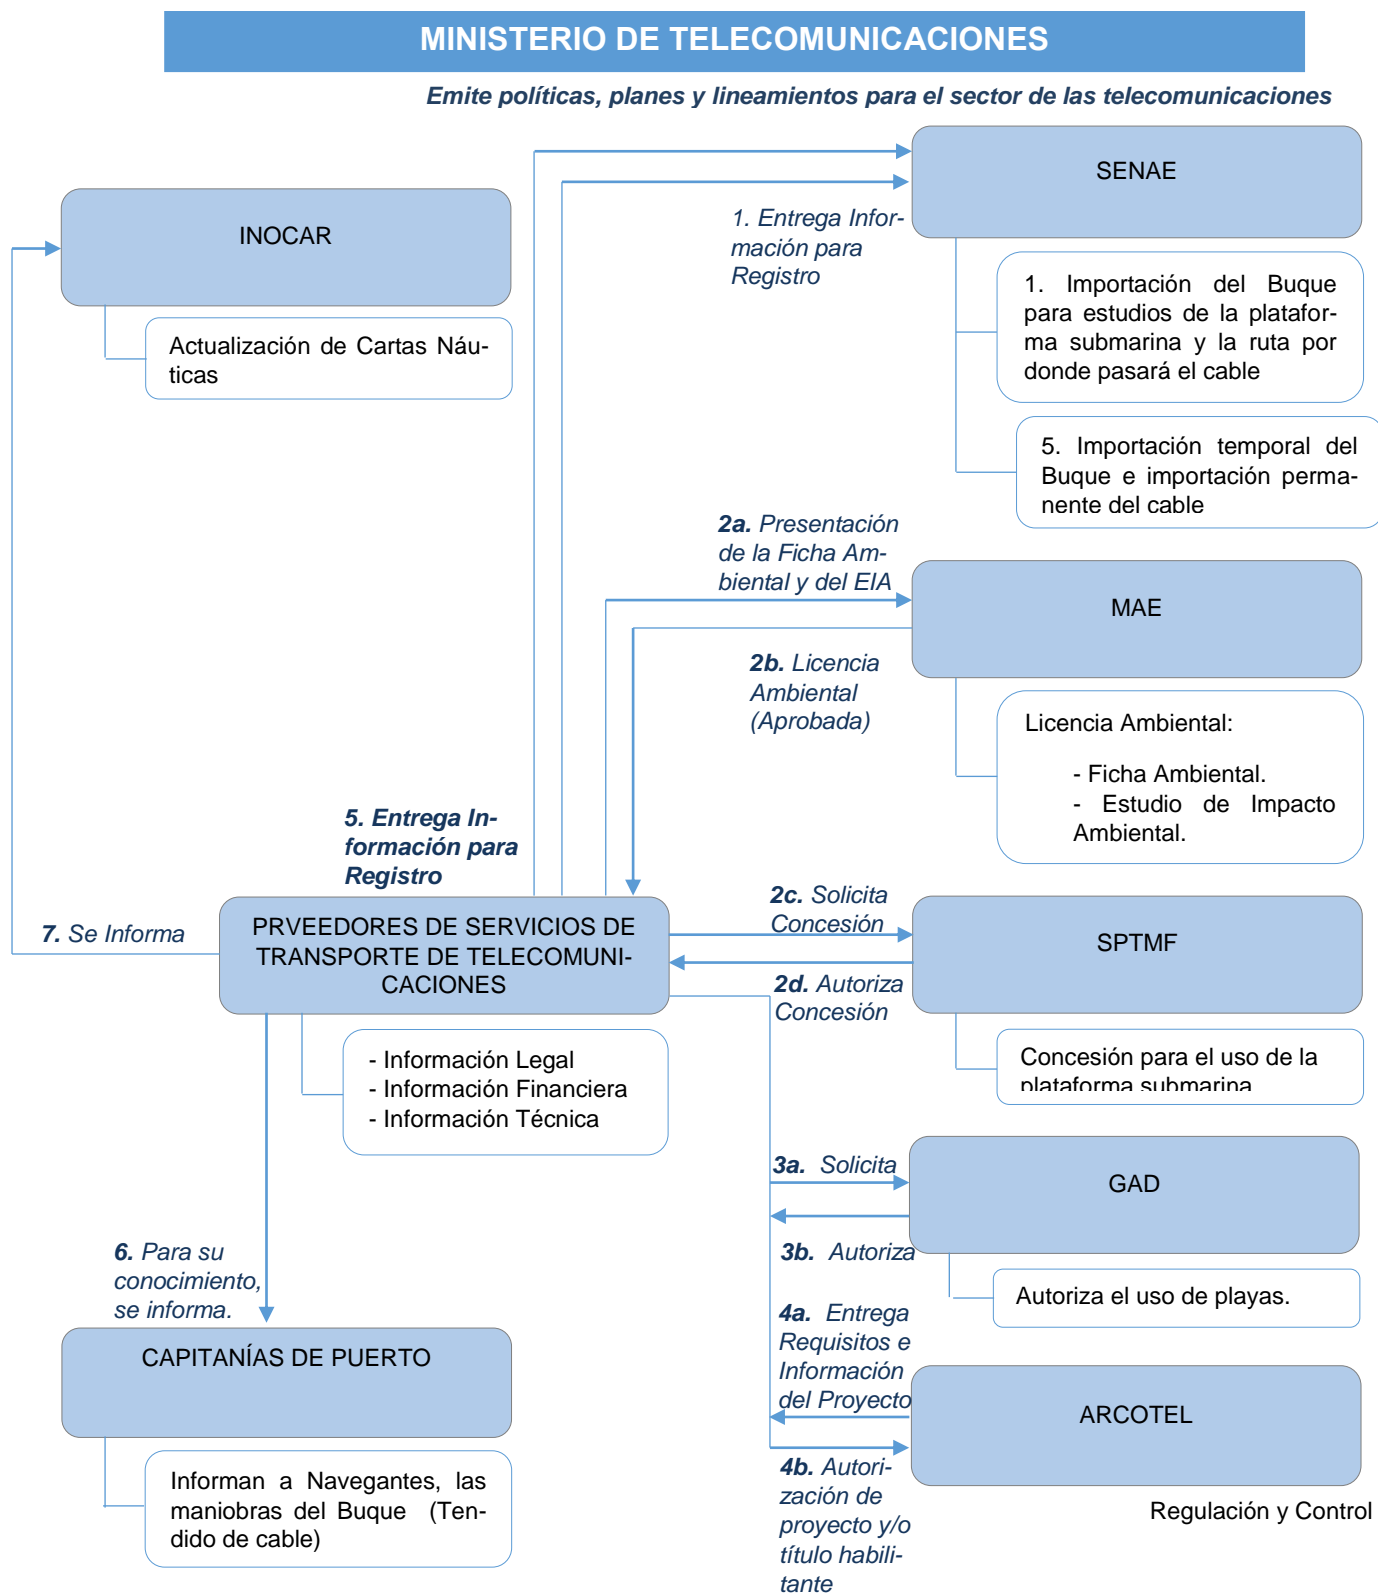 MINISTERIO DE TELECOMUNICACIONES
Emite políticas, planes y lineamientos para el sector de las telecomunicaciones
SENAE
1. Entrega Infor-
mación para
Registro
1. Importación del Buque
para estudios de la platafor-
ma submarina y la ruta por
donde pasará el cable
5. Importación temporal del
Buque e importación perma-
nente del cable
INOCAR
Actualización de Cartas Náu-
ticas
2a. Presentación
de la Ficha Am-
biental y del EIA
MAE
2b. Licencia
Ambiental
(Aprobada)
Licencia Ambiental:
- Ficha Ambiental.
- Estudio de Impacto
Ambiental.
5. Entrega In-
formación para
Registro
7. Se Informa
PRVEEDORES DE SERVICIOS DE
TRANSPORTE DE TELECOMUNI-
CACIONES
- Información Legal
- Información Financiera
- Información Técnica
2c. Solicita
Concesión
SPTMF
2d. Autoriza
Concesión
Concesión para el uso de la
plataforma submarina
3a. Solicita
GAD
3b. Autoriza
Autoriza el uso de playas.
6. Para su
conocimiento,
se informa.
CAPITANÍAS DE PUERTO
Informan a Navegantes, las
maniobras del Buque (Ten-
dido de cable)
4a. Entrega
Requisitos e
Información
del Proyecto
ARCOTEL
4b. Autori-
zación de
proyecto y/o
título habili-
tante
Regulación y Control